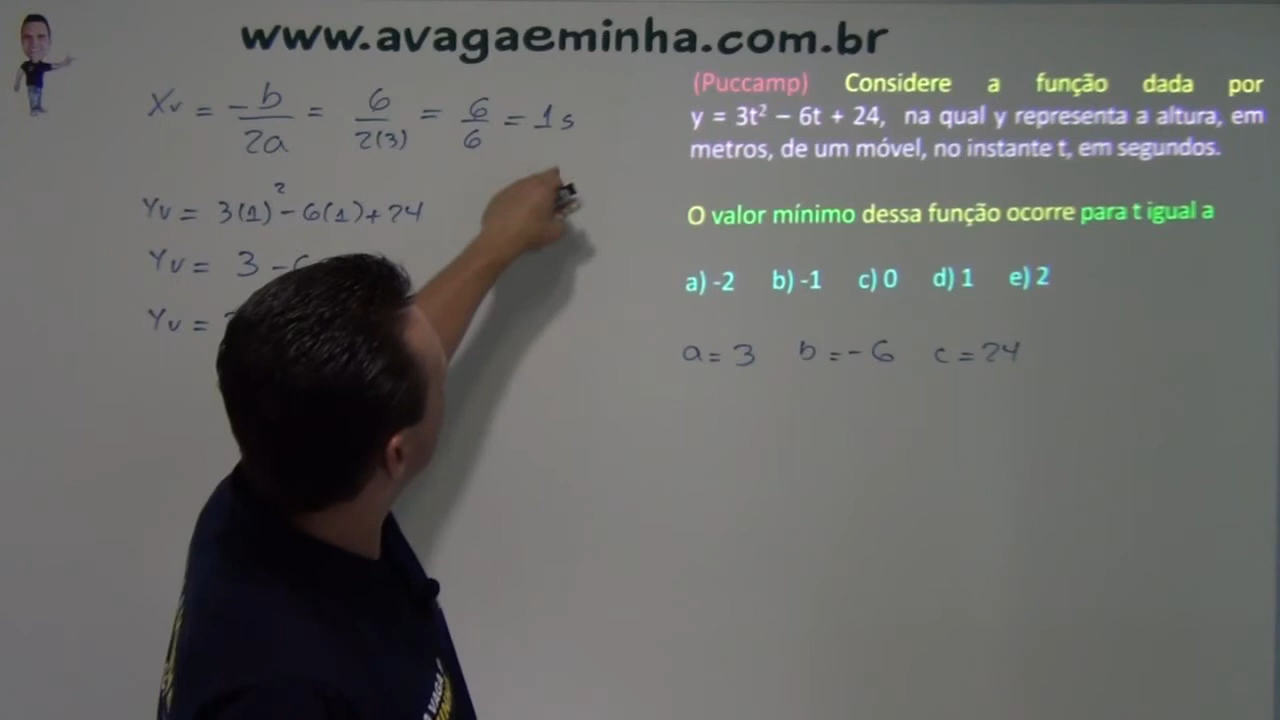 www.avagaeminha.com.br
Xv = -b/2a = 6/2(3) = 6/6 = 1s
Yv = 3(1)² - 6(1) + 24
Yv = 3 -
Yv =
(Puccamp) Considere a função dada por
y = 3t² – 6t + 24, na qual y representa a altura, em
metros, de um móvel, no instante t, em segundos.
O valor mínimo dessa função ocorre para t igual a
a) -2 b) -1 c) 0 d) 1 e) 2
a = 3 b = -6 c = 24